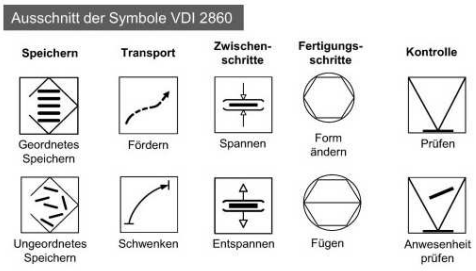 Ausschnitt der Symbole VDI 2860
Speichern
Transport
Zwischen-
schritte
Fertigungs-
schritte
Kontrolle
Geordnetes
Speichern
Fördern
Spannen
Form
ändern
Prüfen
Ungeordnetes
Speichern
Schwenken
Entspannen
Fügen
Anwesenheit
prüfen